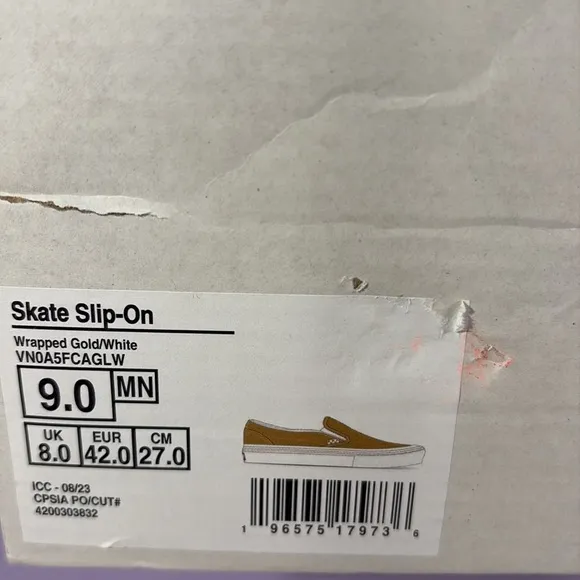 Skate Slip-On
Wrapped Gold/White
VN0A5FCAGLW
9.0 MN
UK EUR CM
8.0 42.0 27.0
ICC - 08/23
CPSIA PO/CUT#
4200303832
1 96575 17973 6